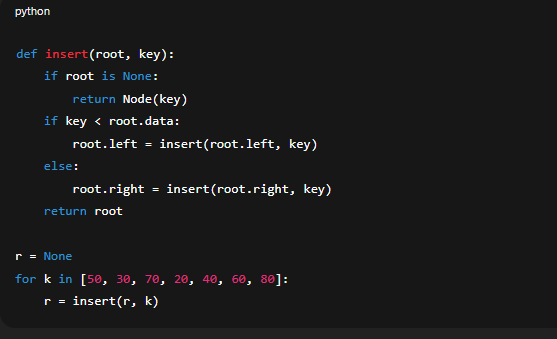 python
def insert(root, key):
    if root is None:
        return Node(key)
    if key < root.data:
        root.left = insert(root.left, key)
    else:
        root.right = insert(root.right, key)
    return root
r = None
for k in [50, 30, 70, 20, 40, 60, 80]:
    r = insert(r, k)